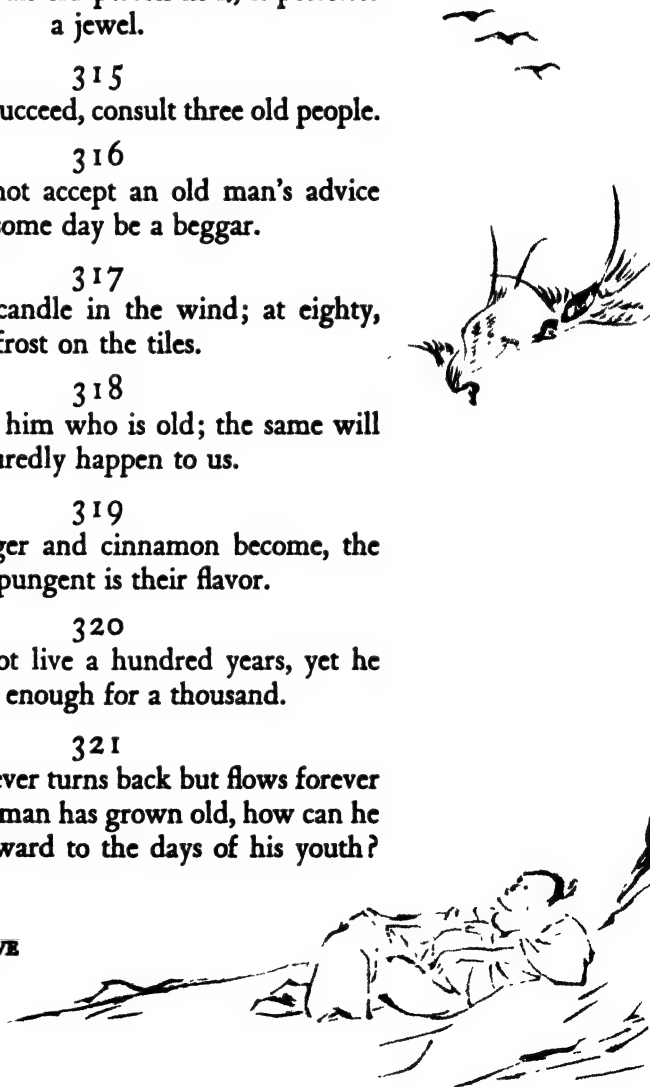 a jewel.
315
ucceed, consult three old people.
316
not accept an old man's advice
some day be a beggar.
317
candle in the wind; at eighty,
frost on the tiles.
318
him who is old; the same will
uredly happen to us.
319
ger and cinnamon become, the
pungent is their flavor.
320
ot live a hundred years, yet he
enough for a thousand.
321
ever turns back but flows forever
man has grown old, how can he
ward to the days of his youth?
VE